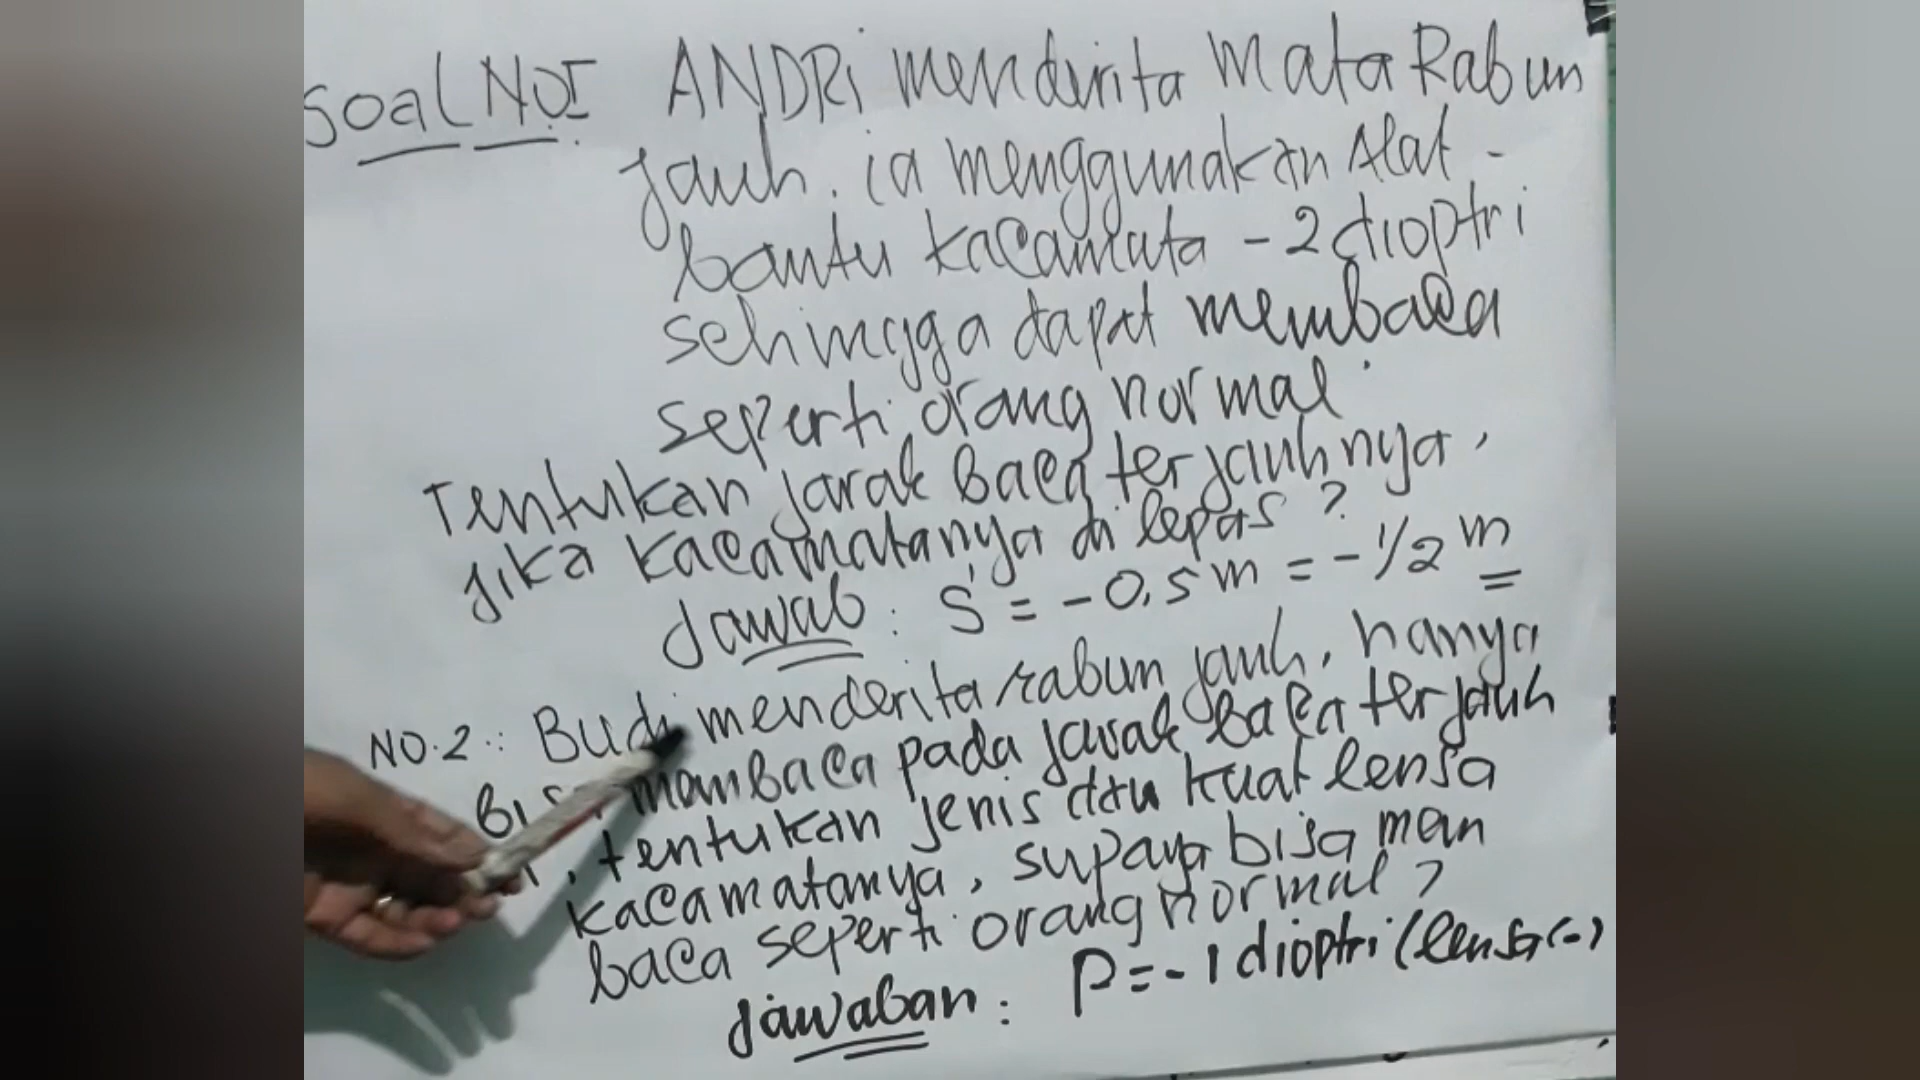 Soal NO I ANDRi menderita mata Rabun
jauh. ia menggunakan Alat -
bantu kacamata - 2 dioptri
sehingga dapat membaca
seperti orang normal.
Tentukan jarak Baca terjauhnya,
jika kacamatanya di lepas?
Jawab: S' = - 0,5 m = - 1/2 m
NO.2: Budi menderita rabun jauh, hanya
mambaca pada jarak Baca terjauh
, tentukan jenis dan kuat lensa
kacamatanya, supaya bisa mem
baca seperti orang normal?
Jawaban: P = - 1 dioptri (lensa (-)